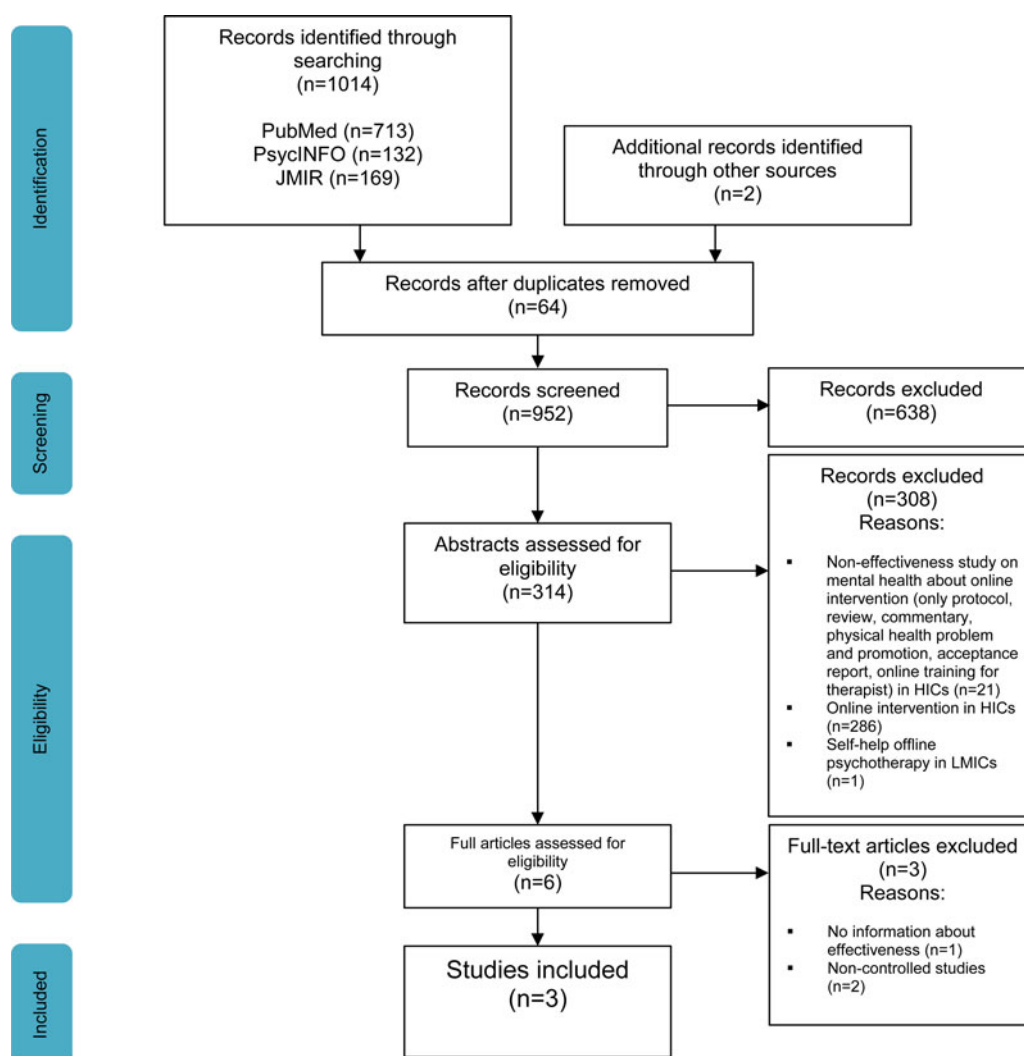 Identification
Records identified through
searching
(n=1014)
PubMed (n=713)
PsycINFO (n=132)
JMIR (n=169)
Additional records identified
through other sources
(n=2)
Records after duplicates removed
(n=64)
Screening
Records screened
(n=952)
Records excluded
(n=638)
Eligibility
Abstracts assessed for
eligibility
(n=314)
Records excluded
(n=308)
Reasons:
▪ Non-effectiveness study on
mental health about online
intervention (only protocol,
review, commentary,
physical health problem
and promotion, acceptance
report, online training for
therapist) in HICs (n=21)
▪ Online intervention in HICs
(n=286)
▪ Self-help offline
psychotherapy in LMICs
(n=1)
Full articles assessed for
eligibility
(n=6)
Full-text articles excluded
(n=3)
Reasons:
▪ No information about
effectiveness (n=1)
▪ Non-controlled studies
(n=2)
Included
Studies included
(n=3)